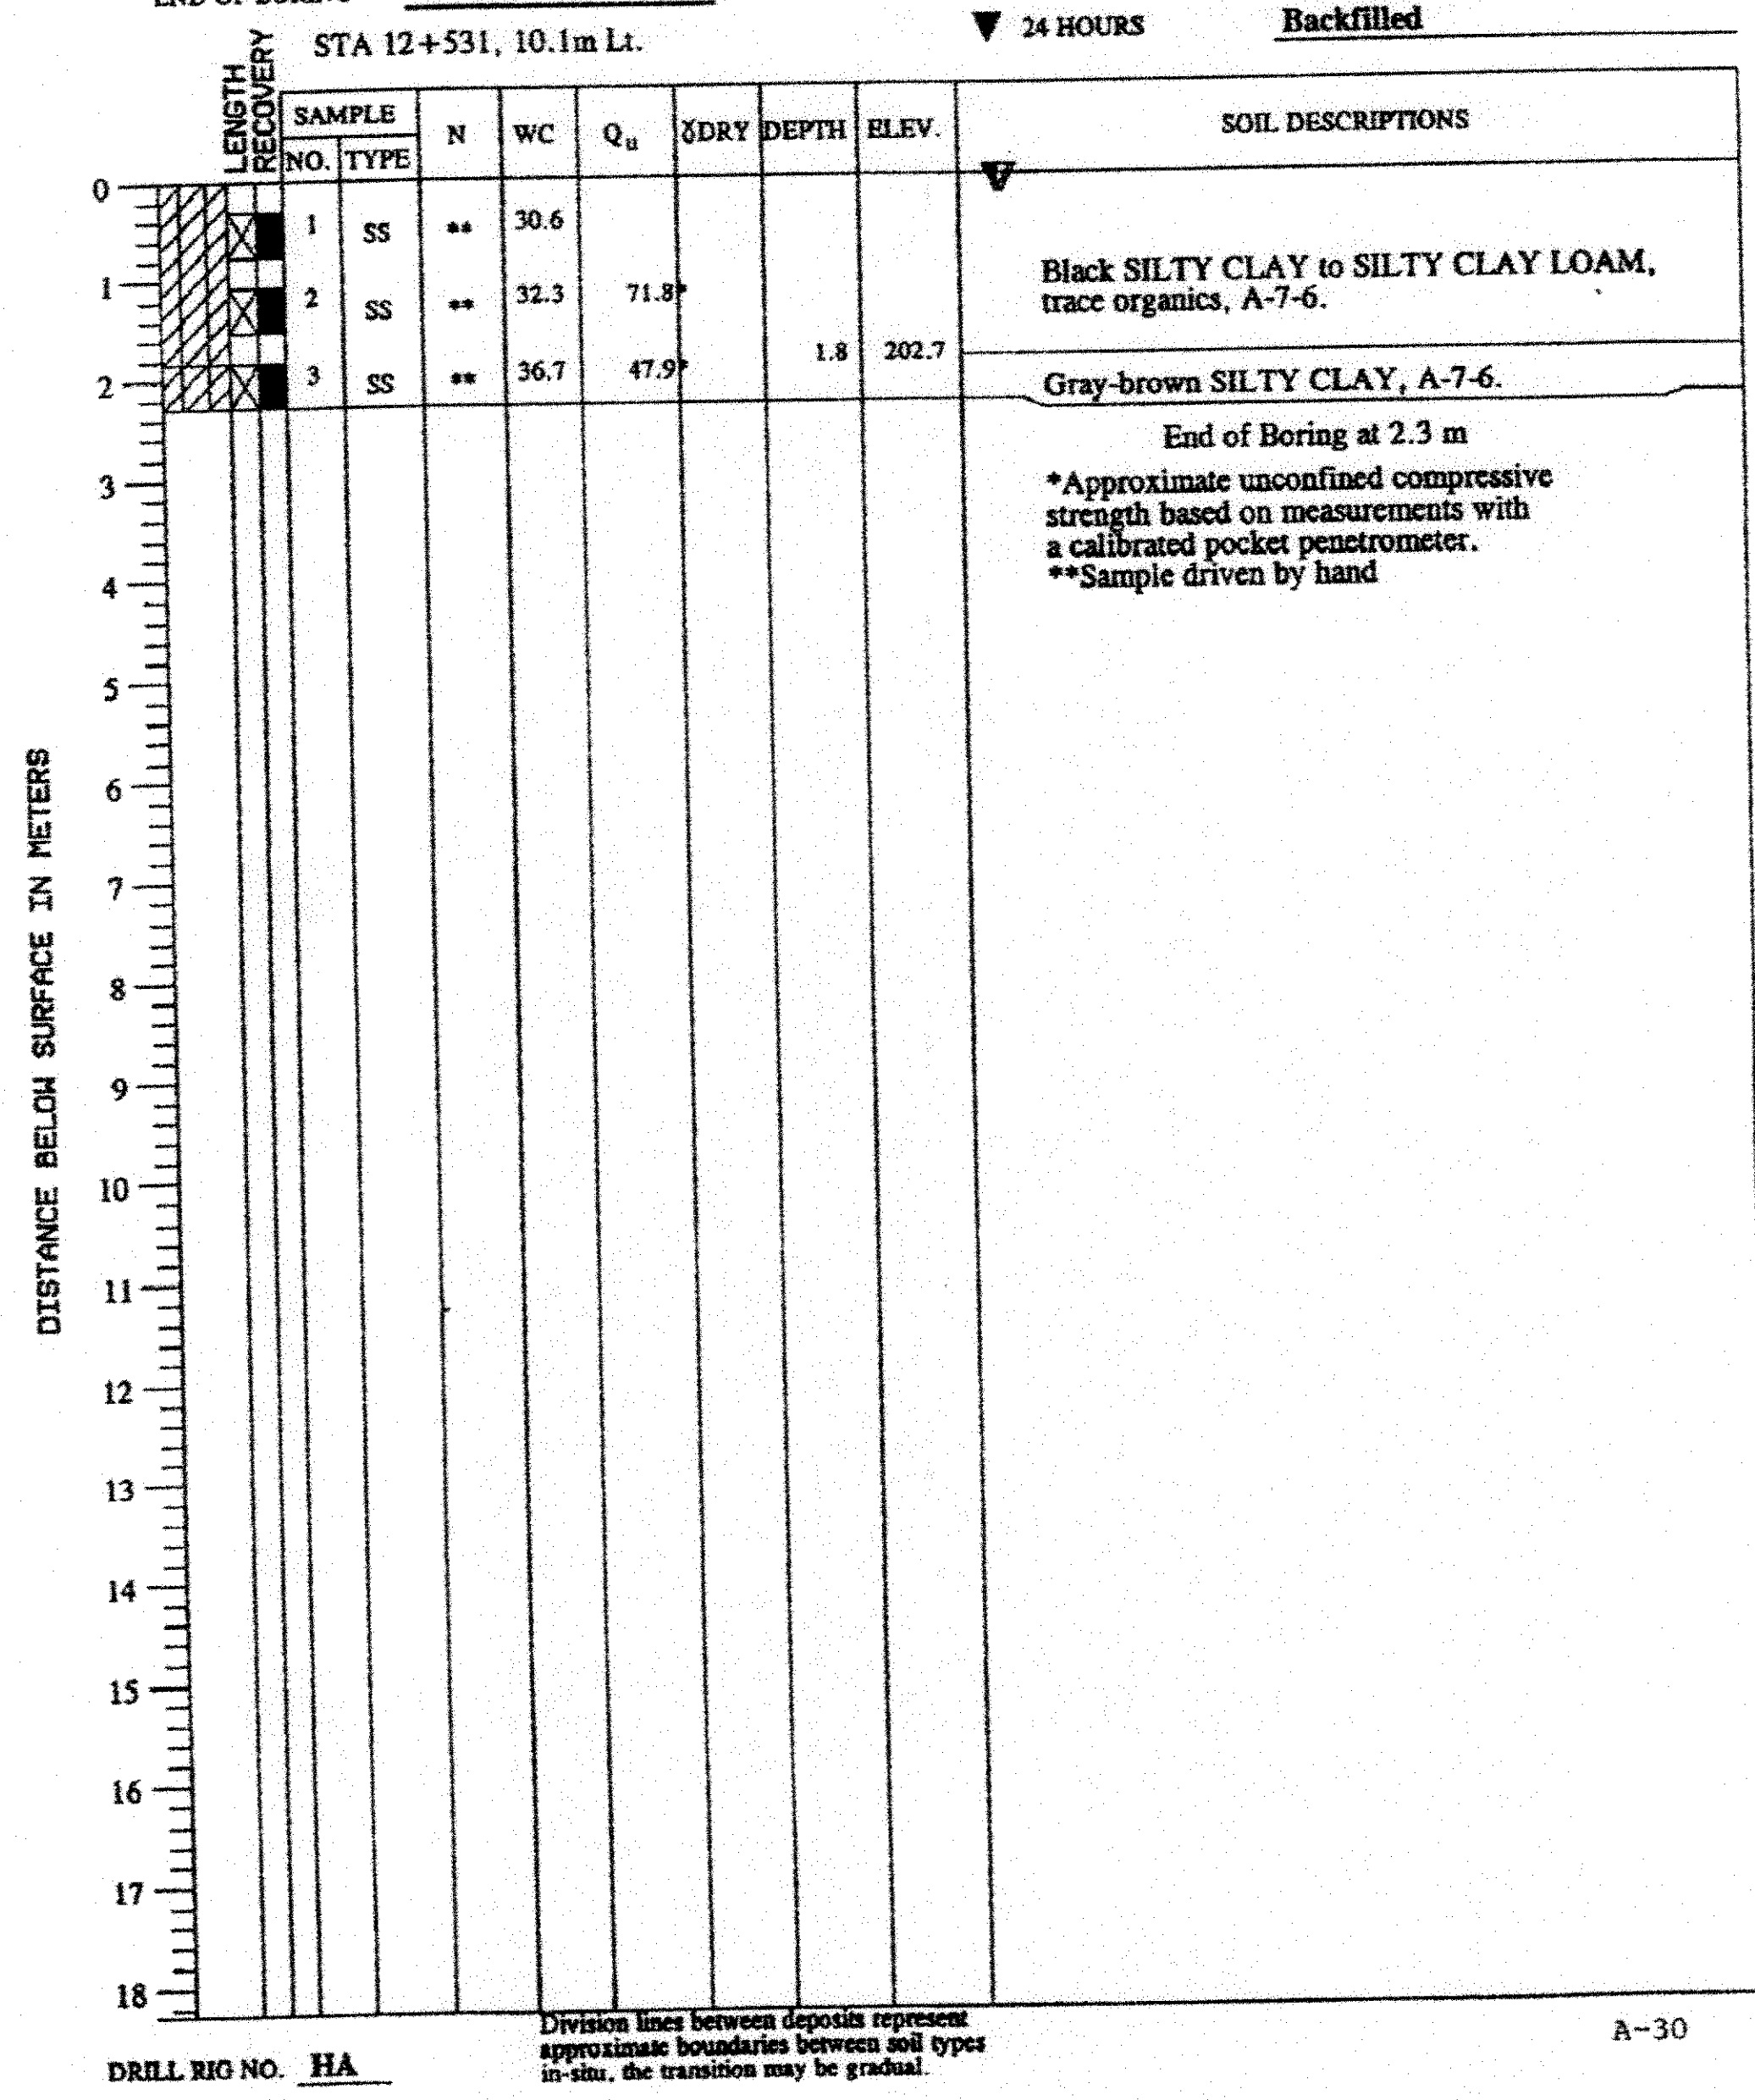 END OF BORING
▼ 24 HOURS Backfilled
STA 12+531, 10.1m Lt.
LENGTH
RECOVERY
SAMPLE N WC Qu γDRY DEPTH ELEV. SOIL DESCRIPTIONS
NO. TYPE
0
1 SS ** 30.6
Black SILTY CLAY to SILTY CLAY LOAM,
1
2 SS ** 32.3 71.8*
trace organics, A-7-6.
1.8 202.7
2
3 SS ** 36.7 47.9*
Gray-brown SILTY CLAY, A-7-6.
End of Boring at 2.3 m
3
*Approximate unconfined compressive
strength based on measurements with
a calibrated pocket penetrometer.
4
**Sample driven by hand
5
6
7
8
9
10
11
12
13
14
15
16
17
18
DISTANCE BELOW SURFACE IN METERS
Division lines between deposits represent
approximate boundaries between soil types
in-situ, the transition may be gradual.
A-30
DRILL RIG NO. HA